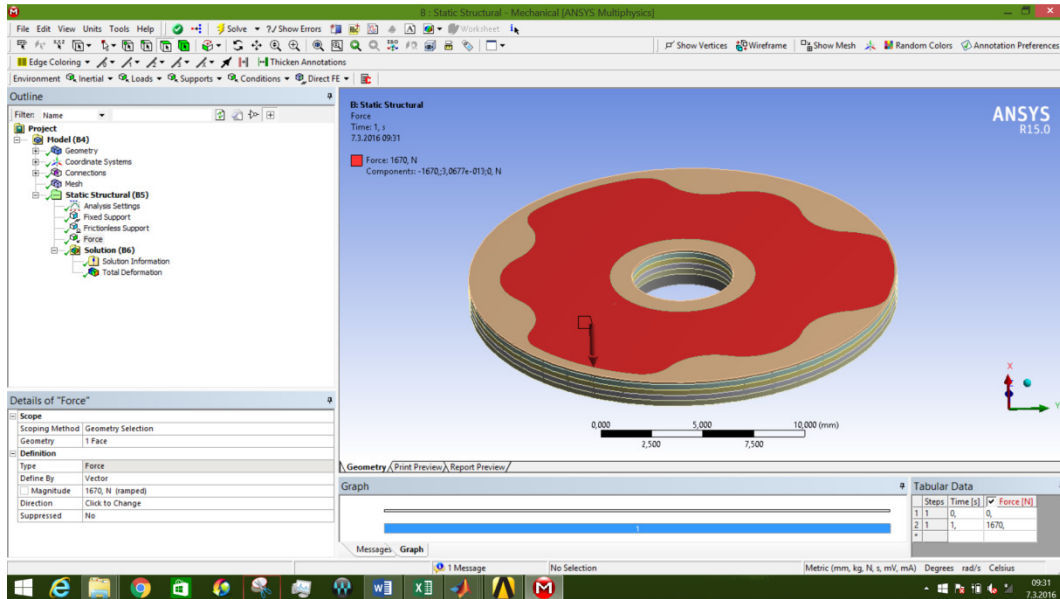 B : Static Structural - Mechanical [ANSYS Multiphysics]
File Edit View Units Tools Help Solve ?/ Show Errors Worksheet
Show Vertices Wireframe Show Mesh Random Colors Annotation Preferences
Edge Coloring Thicken Annotations
Environment Inertial Loads Supports Conditions Direct FE
Outline
Filter: Name
Project
Model (B4)
Geometry
Coordinate Systems
Connections
Mesh
Static Structural (B5)
Analysis Settings
Fixed Support
Frictionless Support
Force
Solution (B6)
Solution Information
Total Deformation
B: Static Structural
Force
Time: 1, s
7.3.2016 09:31
Force: 1670, N
Components: -1670,;3,0677e-013;0, N
ANSYS
R15.0
X
Y
0,000 5,000 10,000 (mm)
2,500 7,500
Geometry Print Preview Report Preview
Details of "Force"
Scope
Scoping Method Geometry Selection
Geometry 1 Face
Definition
Type Force
Define By Vector
Magnitude 1670, N (ramped)
Direction Click to Change
Suppressed No
Graph
1
Messages Graph
Tabular Data
Steps Time [s] Force [N]
1 1 0, 0,
2 1 1, 1670,
*
1 Message No Selection Metric (mm, kg, N, s, mV, mA) Degrees rad/s Celsius
09:31
7.3.2016